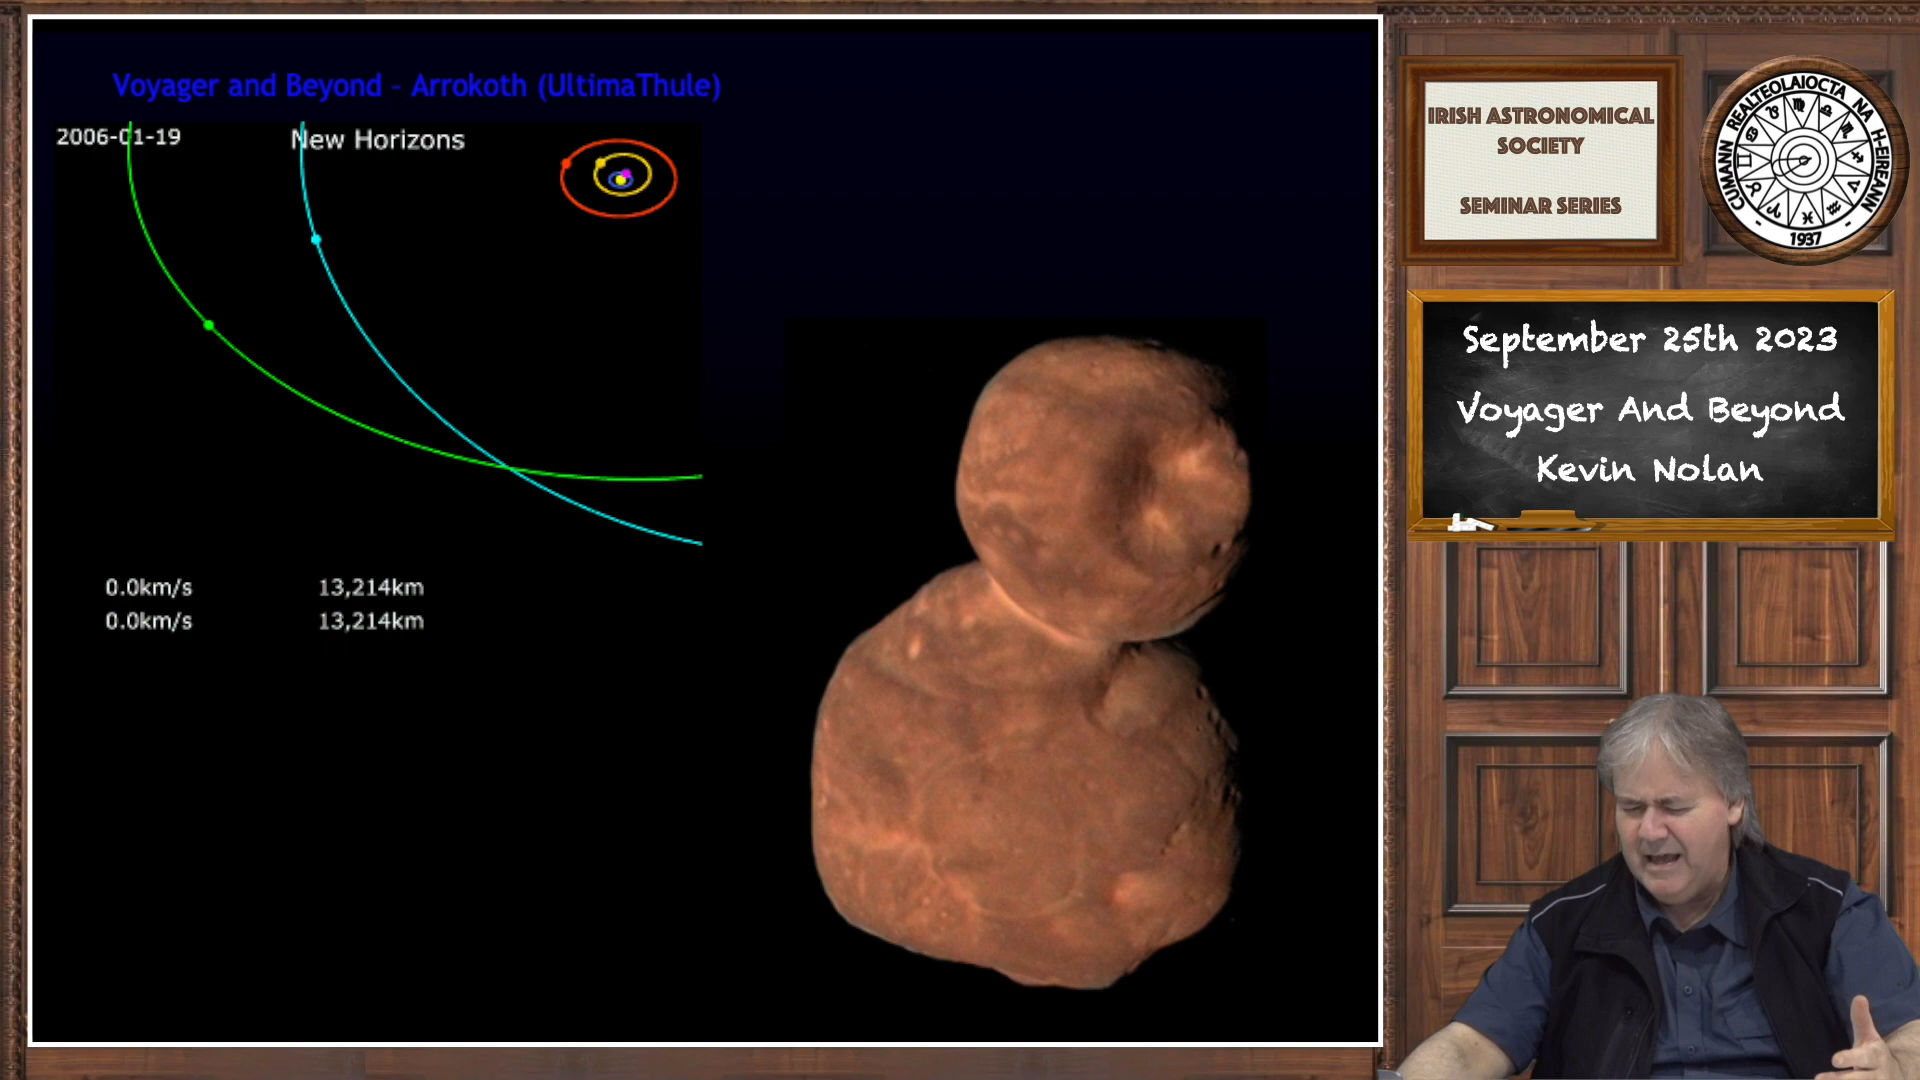 Voyager and Beyond - Arrokoth (UltimaThule)
2006-01-19
New Horizons
0.0km/s 13,214km
0.0km/s 13,214km
IRISH ASTRONOMICAL
SOCIETY
SEMINAR SERIES
CUMANN REALTEOLAIOCTA NA H-EIREANN
- 1937 -
September 25th 2023
Voyager And Beyond
Kevin Nolan